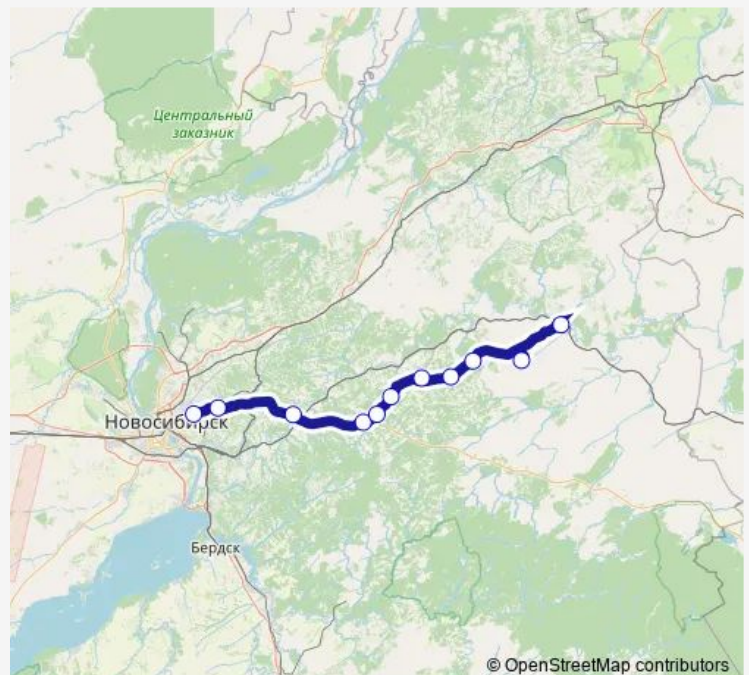 Центральный
заказник
Новосибирск
Бердск
© OpenStreetMap contributors